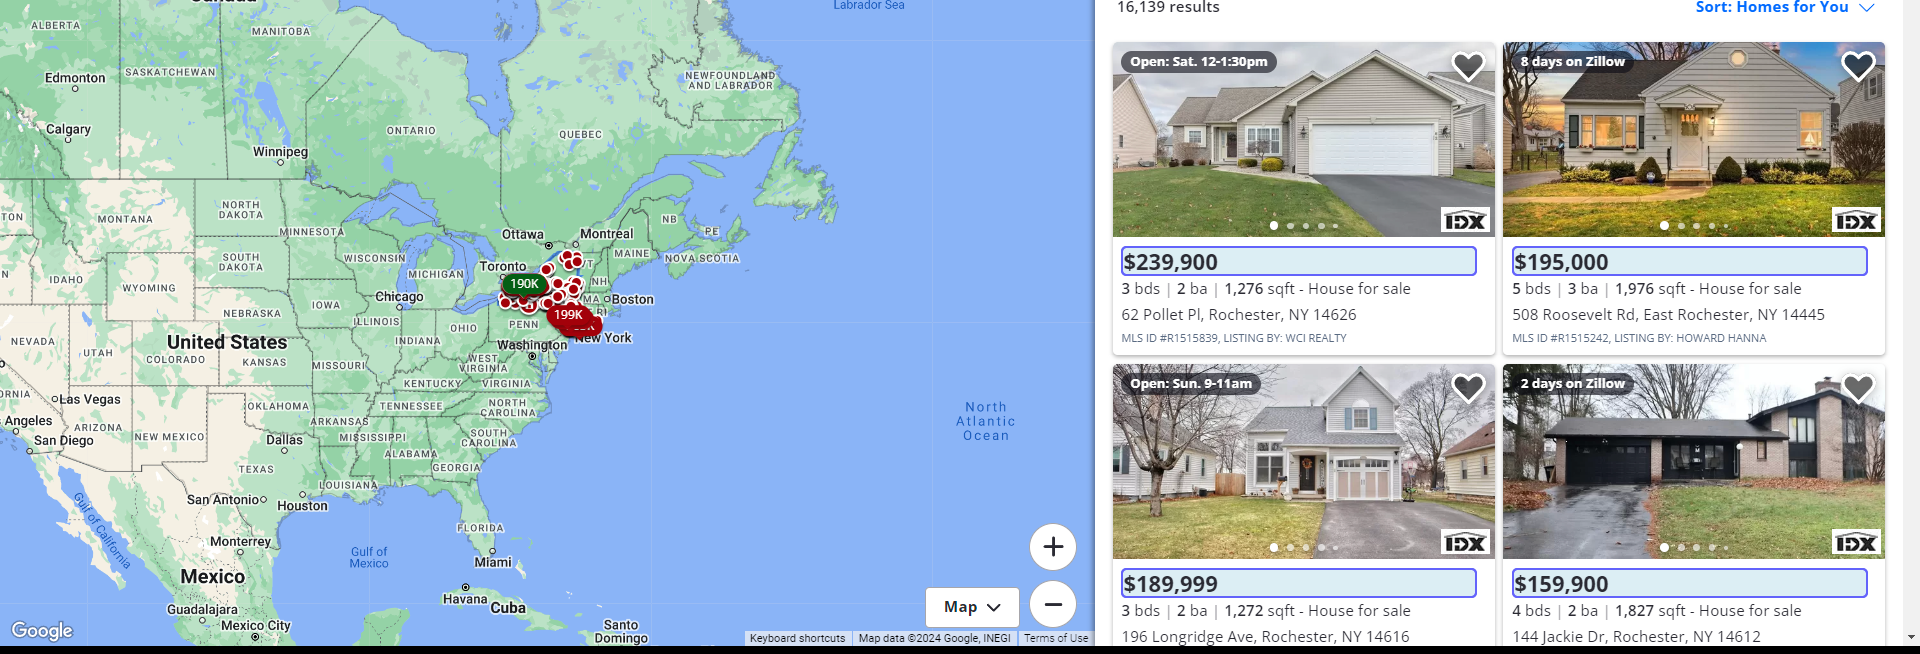 Canada
Labrador Sea
ALBERTA
MANITOBA
Edmonton
SASKATCHEWAN
NEWFOUNDLAND
AND LABRADOR
Calgary
ONTARIO
QUEBEC
Winnipeg
NORTH
DAKOTA
MONTANA
TON
MINNESOTA
Ottawa
Montreal
NB
PE
SOUTH
DAKOTA
WISCONSIN
MAINE
NOVA SCOTIA
Toronto
VT
MICHIGAN
IDAHO
WYOMING
190K
NH
Chicago
IOWA
MA
Boston
NEBRASKA
199K
RI
ILLINOIS
OHIO
PENN
New York
NEVADA
United States
INDIANA
Washington
UTAH
COLORADO
KANSAS
MISSOURI
WEST
VIRGINIA
KENTUCKY
VIRGINIA
ORNIA
Las Vegas
OKLAHOMA
TENNESSEE
NORTH
CAROLINA
North
Atlantic
Ocean
Angeles
ARIZONA
NEW MEXICO
ARKANSAS
MISSISSIPPI
SOUTH
CAROLINA
San Diego
Dallas
ALABAMA
TEXAS
GEORGIA
LOUISIANA
San Antonio
Houston
Gulf of California
FLORIDA
Monterrey
Gulf of
Mexico
Miami
Mexico
Havana
Cuba
Guadalajara
Mexico City
Santo
Domingo
Map
Google
Keyboard shortcuts
Map data ©2024 Google, INEGI
Terms of Use
16,139 results
Sort: Homes for You
Open: Sat. 12-1:30pm
IDX
$239,900
3 bds | 2 ba | 1,276 sqft - House for sale
62 Pollet Pl, Rochester, NY 14626
MLS ID #R1515839, LISTING BY: WCI REALTY
8 days on Zillow
IDX
$195,000
5 bds | 3 ba | 1,976 sqft - House for sale
508 Roosevelt Rd, East Rochester, NY 14445
MLS ID #R1515242, LISTING BY: HOWARD HANNA
Open: Sun. 9-11am
IDX
$189,999
3 bds | 2 ba | 1,272 sqft - House for sale
196 Longridge Ave, Rochester, NY 14616
2 days on Zillow
IDX
$159,900
4 bds | 2 ba | 1,827 sqft - House for sale
144 Jackie Dr, Rochester, NY 14612